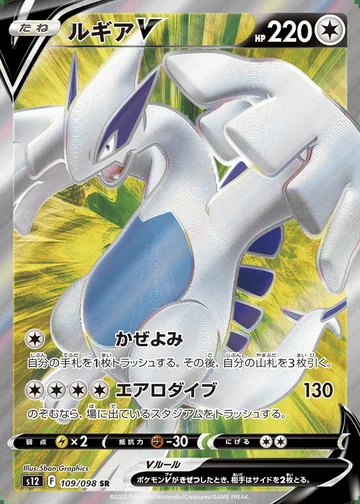 たね ルギアV HP 220
かぜよみ
自分の手札を1枚トラッシュする。その後、自分の山札を3枚引く。
エアロダイブ 130
のぞむなら、場に出ているスタジアムをトラッシュする。
弱点 ×2 抵抗力 -30 にげる
Illus. 5ban Graphics
s12 F 109/098 SR
Vルール
ポケモンVがきぜつしたとき、相手はサイドを2枚とる。
©2022 Pokémon/Nintendo/Creatures/GAME FREAK.